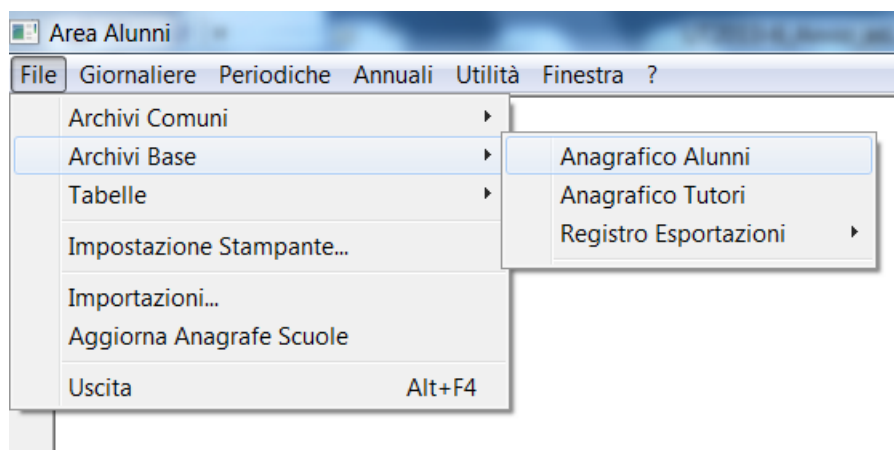 Area Alunni
File Giornaliere Periodiche Annuali Utilità Finestra ?
Archivi Comuni
Archivi Base
Tabelle
Impostazione Stampante...
Importazioni...
Aggiorna Anagrafe Scuole
Uscita Alt+F4
Anagrafico Alunni
Anagrafico Tutori
Registro Esportazioni